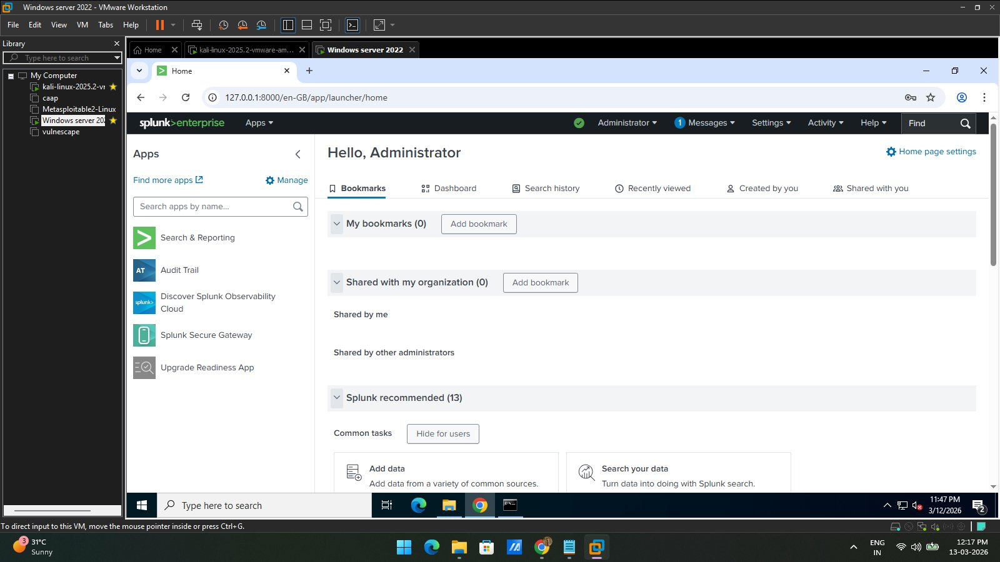 Windows server 2022 - VMware Workstation
File Edit View VM Tabs Help
Library
Type here to search
My Computer
kali-linux-2025.2-vr
caap
Metasploitable2-Linux
Windows server 202
vulnescape
Home
kali-linux-2025.2-vmware-am...
Windows server 2022
Home
127.0.0.1:8000/en-GB/app/launcher/home
splunk>enterprise
Apps
Administrator
1 Messages
Settings
Activity
Help
Find
Apps
Find more apps
Manage
Search apps by name...
Search & Reporting
AT
Audit Trail
splunk>
Discover Splunk Observability
Cloud
Splunk Secure Gateway
Upgrade Readiness App
Hello, Administrator
Home page settings
Bookmarks
Dashboard
Search history
Recently viewed
Created by you
Shared with you
My bookmarks (0)
Add bookmark
Shared with my organization (0)
Add bookmark
Shared by me
Shared by other administrators
Splunk recommended (13)
Common tasks
Hide for users
Add data
Add data from a variety of common sources.
Search your data
Turn data into doing with Splunk search.
Type here to search
11:47 PM
3/12/2026
2
To direct input to this VM, move the mouse pointer inside or press Ctrl+G.
3
31°C
Sunny
ENG
IN
12:17 PM
13-03-2026